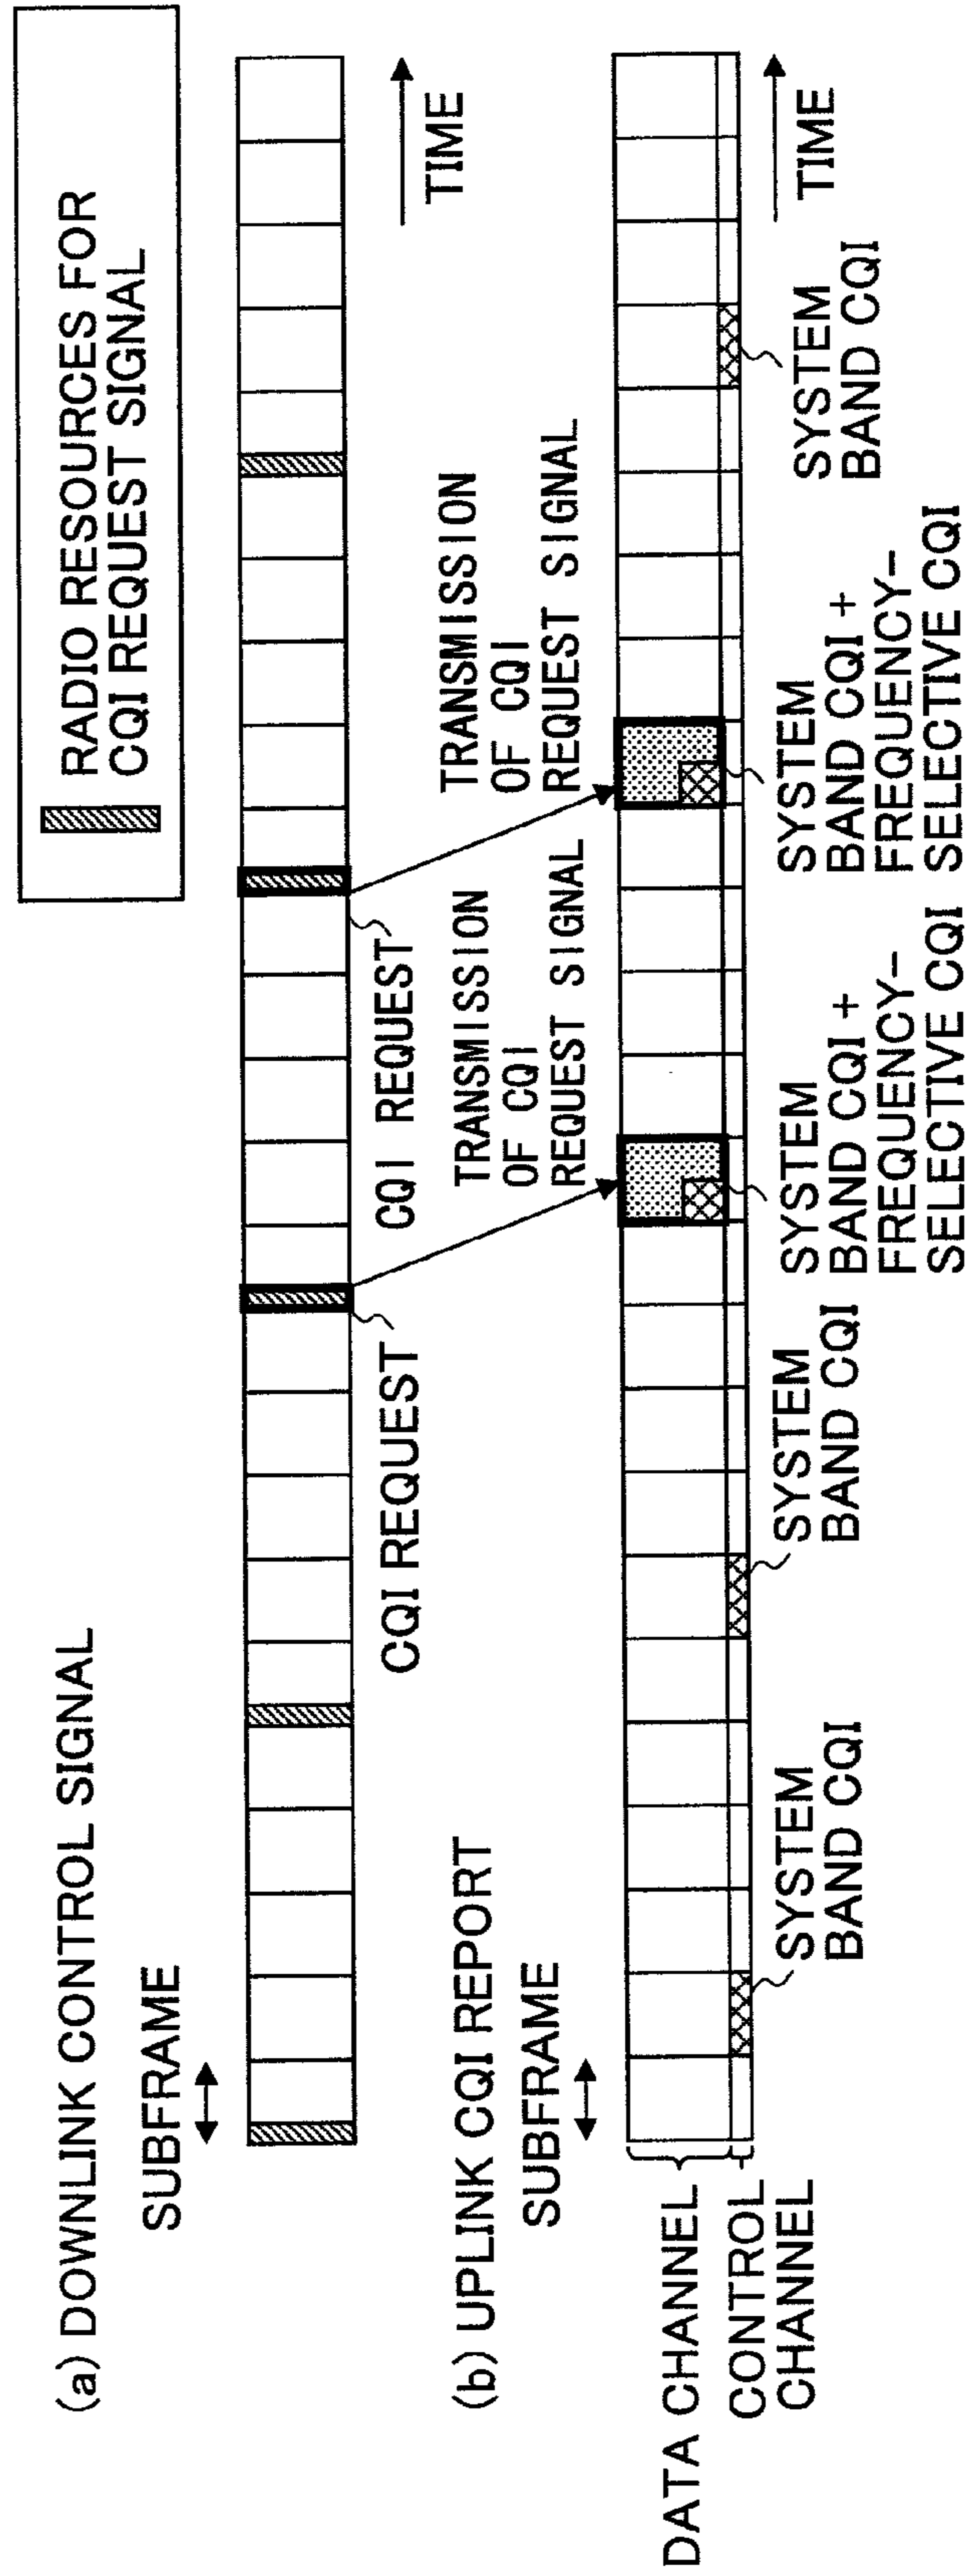 RADIO RESOURCES FOR
CQI REQUEST SIGNAL
(a) DOWNLINK CONTROL SIGNAL
SUBFRAME
TIME
CQI REQUEST
CQI REQUEST
TRANSMISSION
OF CQI
REQUEST SIGNAL
TRANSMISSION
OF CQI
REQUEST SIGNAL
(b) UPLINK CQI REPORT
SUBFRAME
DATA CHANNEL
CONTROL
CHANNEL
TIME
SYSTEM
BAND CQI
SYSTEM
BAND CQI
SYSTEM
BAND CQI +
FREQUENCY-
SELECTIVE CQI
SYSTEM
BAND CQI +
FREQUENCY-
SELECTIVE CQI
SYSTEM
BAND CQI